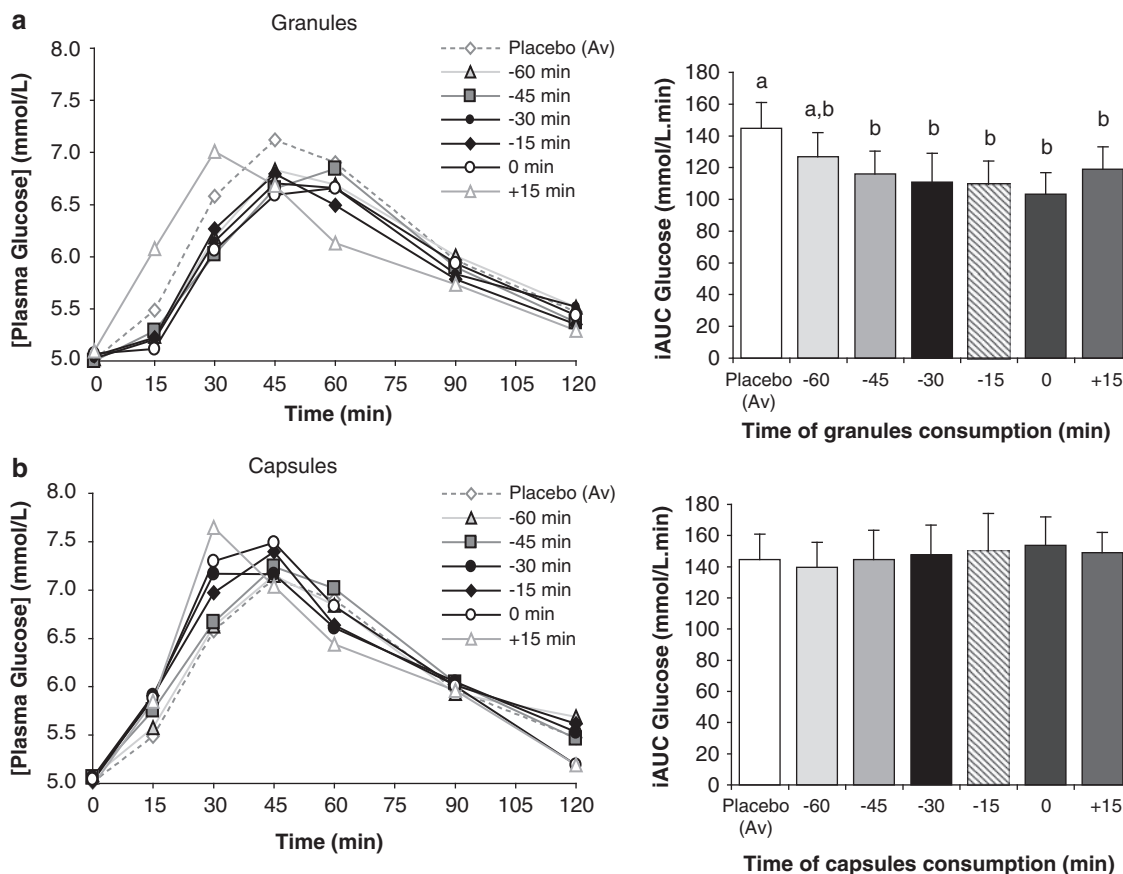 a
Granules
[Plasma Glucose] (mmol/L)
8.0
7.5
7.0
6.5
6.0
5.5
5.0
0 15 30 45 60 75 90 105 120
Time (min)
Placebo (Av)
-60 min
-45 min
-30 min
-15 min
0 min
+15 min
iAUC Glucose (mmol/L.min)
180
160
140
120
100
80
60
40
20
0
a a,b b b b b b
Placebo (Av) -60 -45 -30 -15 0 +15
Time of granules consumption (min)
b
Capsules
[Plasma Glucose] (mmol/L)
8.0
7.5
7.0
6.5
6.0
5.5
5.0
0 15 30 45 60 75 90 105 120
Time (min)
Placebo (Av)
-60 min
-45 min
-30 min
-15 min
0 min
+15 min
iAUC Glucose (mmol/L.min)
180
160
140
120
100
80
60
40
20
0
Placebo (Av) -60 -45 -30 -15 0 +15
Time of capsules consumption (min)